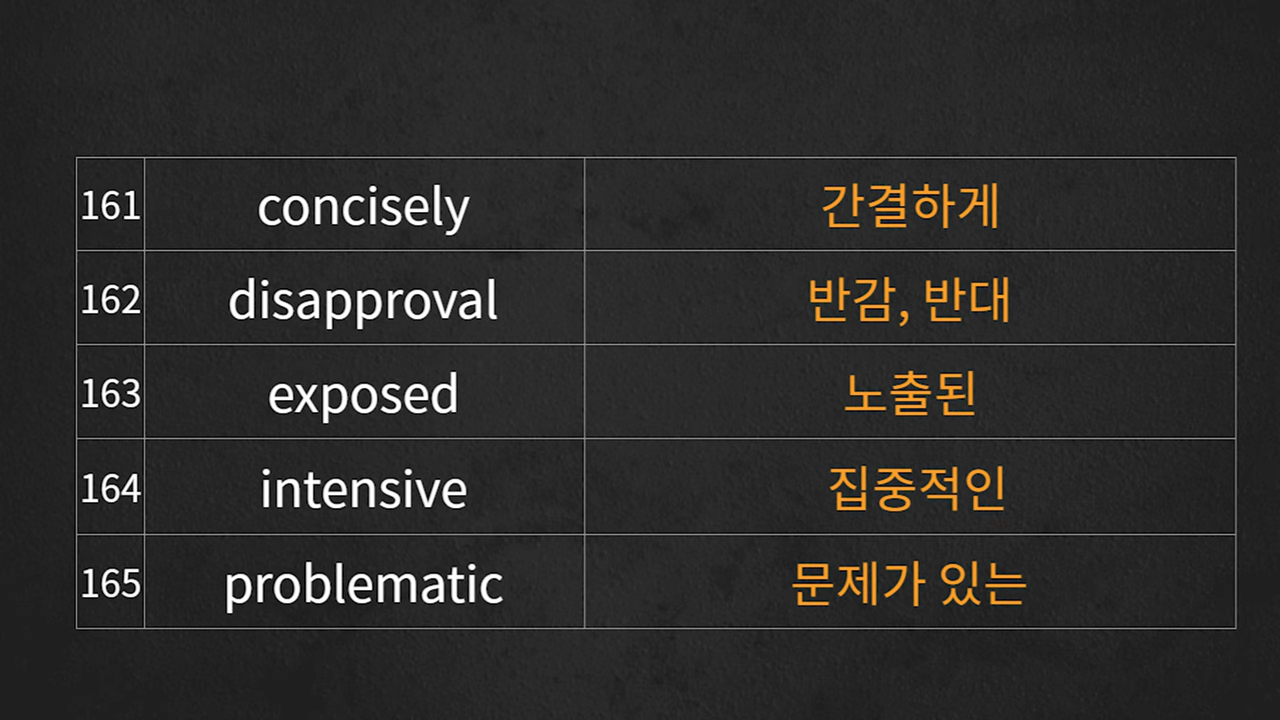 161 concisely 간결하게
162 disapproval 반감, 반대
163 exposed 노출된
164 intensive 집중적인
165 problematic 문제가 있는